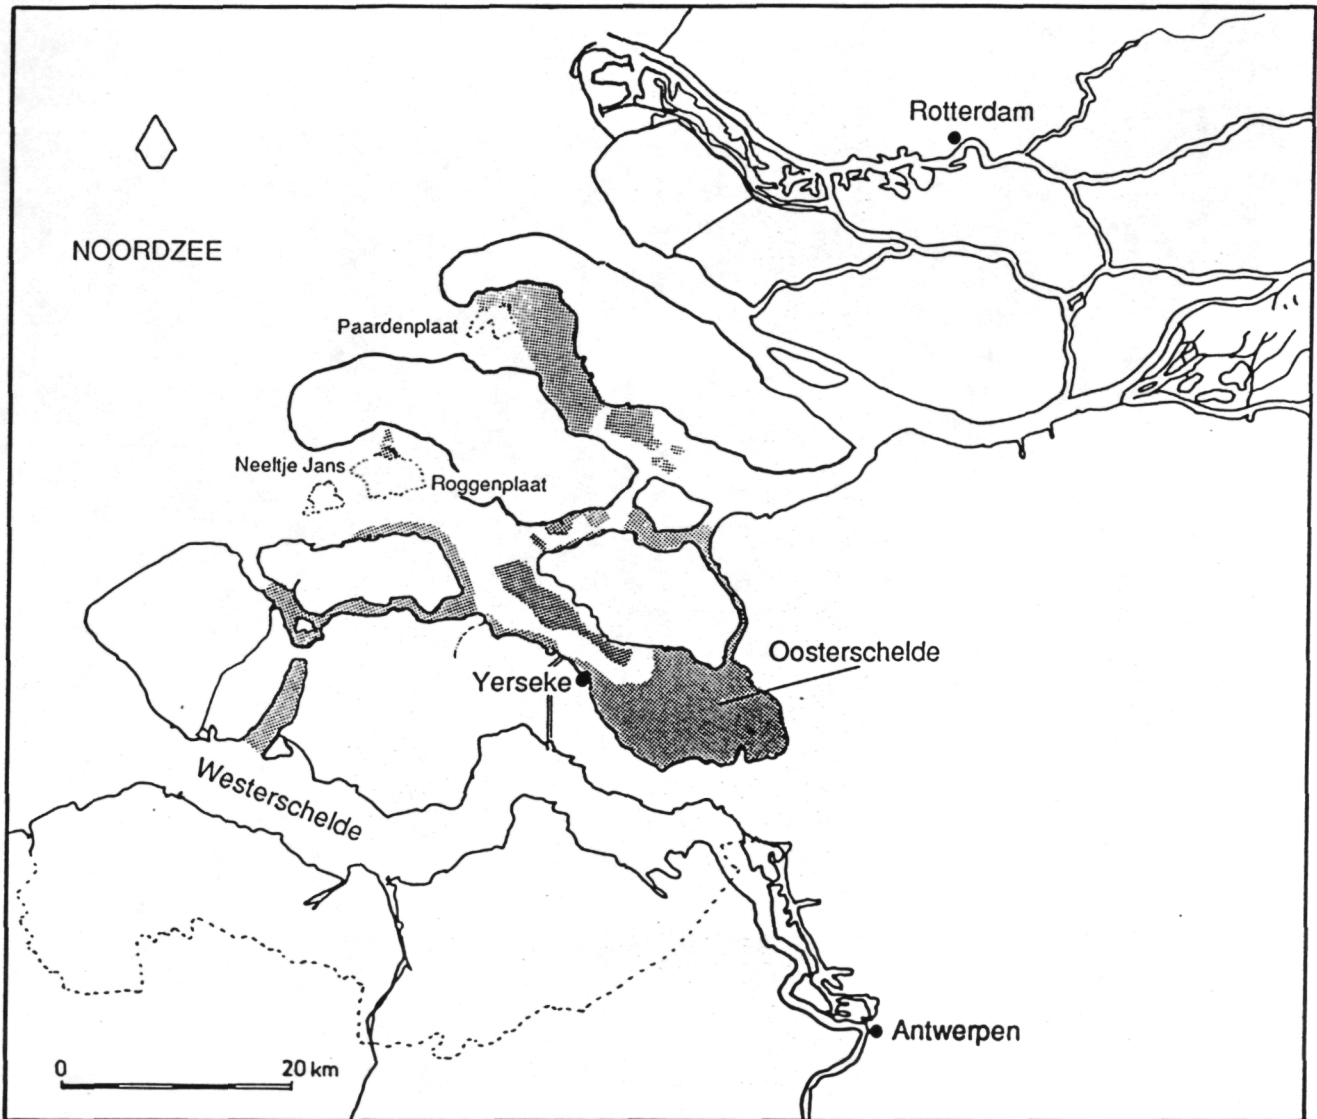 Rotterdam
NOORDZEE
Paardenplaat
Neeltje Jans
Roggenplaat
Oosterschelde
Yerseke
Westerschelde
Antwerpen
0 20 km